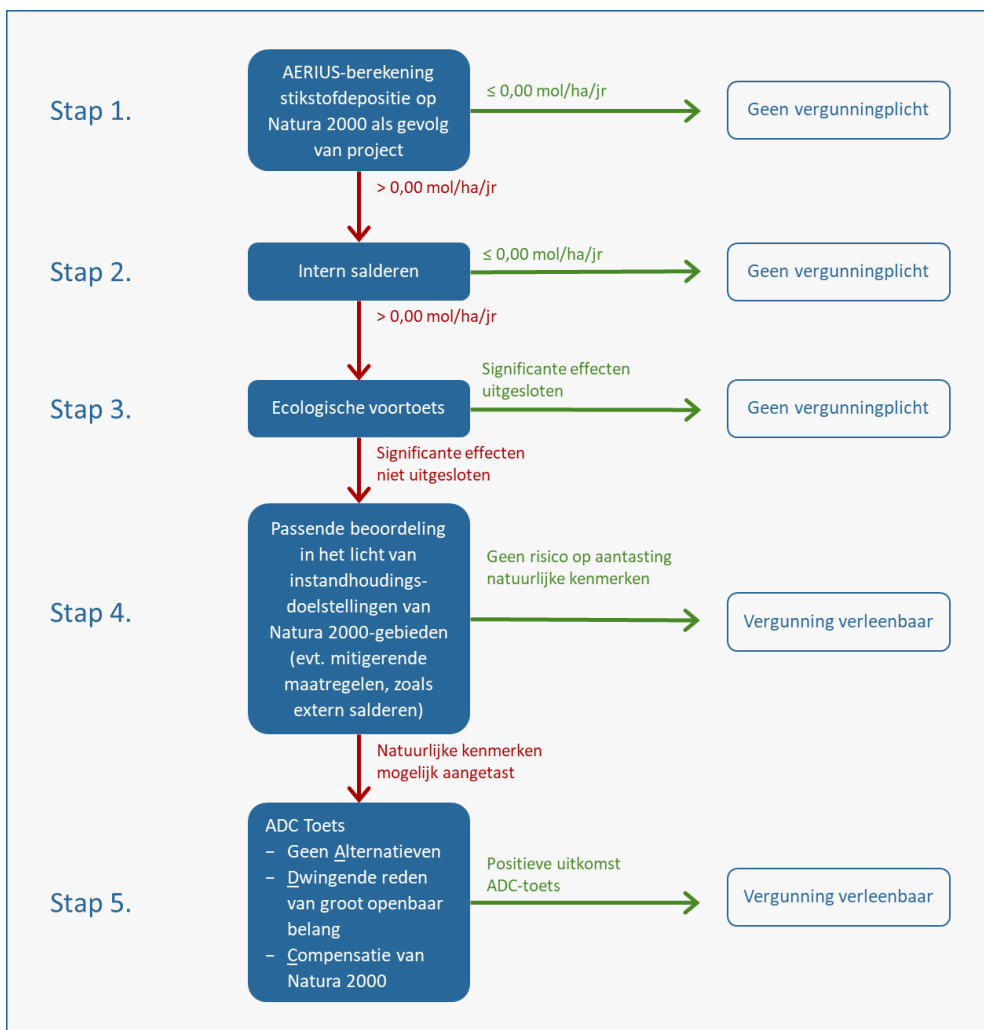 Stap 1.
AERIUS-berekening
stikstofdepositie op
Natura 2000 als gevolg
van project
≤ 0,00 mol/ha/jr
Geen vergunningplicht
> 0,00 mol/ha/jr
Stap 2.
Intern salderen
≤ 0,00 mol/ha/jr
Geen vergunningplicht
> 0,00 mol/ha/jr
Stap 3.
Ecologische voortoets
Significante effecten
uitgesloten
Geen vergunningplicht
Significante effecten
niet uitgesloten
Stap 4.
Passende beoordeling
in het licht van
instandhoudings-
doelstellingen van
Natura 2000-gebieden
(evt. mitigerende
maatregelen, zoals
extern salderen)
Geen risico op aantasting
natuurlijke kenmerken
Vergunning verleenbaar
Natuurlijke kenmerken
mogelijk aangetast
Stap 5.
ADC Toets
– Geen Alternatieven
– Dwingende reden
van groot openbaar
belang
– Compensatie van
Natura 2000
Positieve uitkomst
ADC-toets
Vergunning verleenbaar